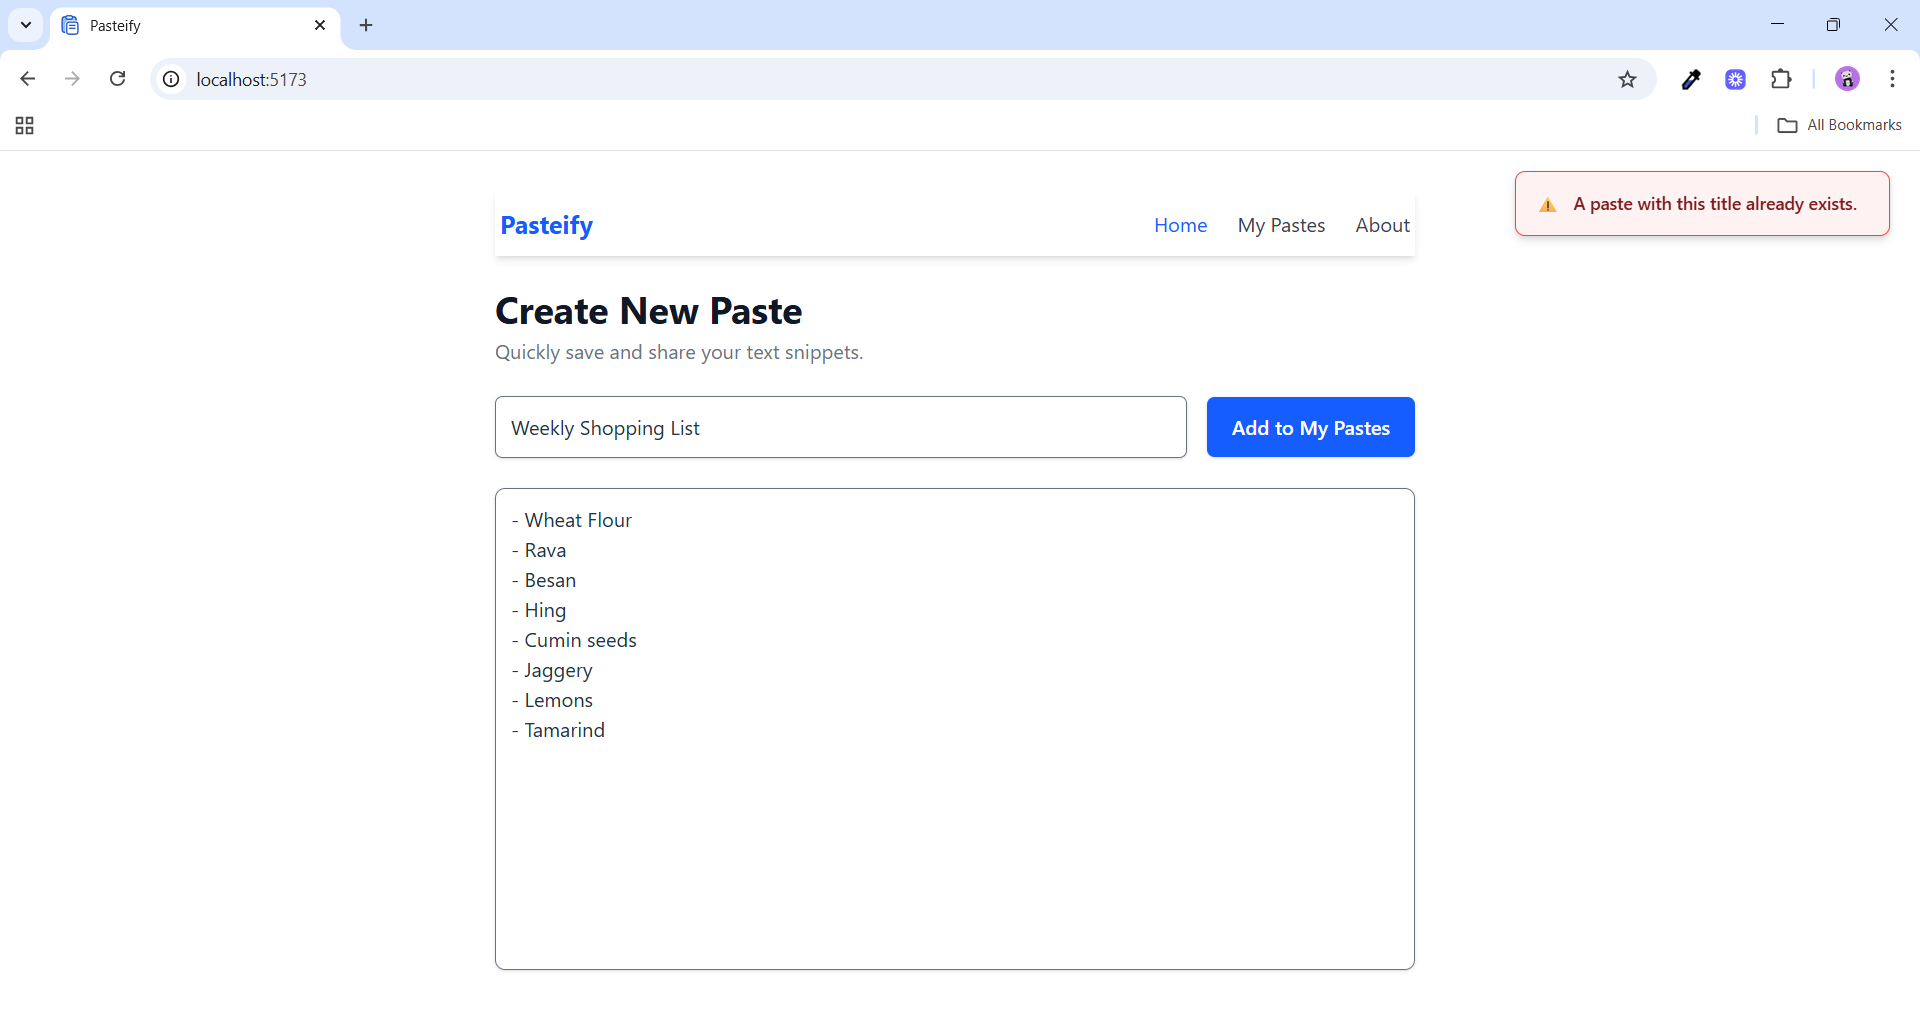 Pasteify
localhost:5173
All Bookmarks
A paste with this title already exists.
Pasteify
Home
My Pastes
About
Create New Paste
Quickly save and share your text snippets.
Weekly Shopping List
Add to My Pastes
- Wheat Flour
- Rava
- Besan
- Hing
- Cumin seeds
- Jaggery
- Lemons
- Tamarind